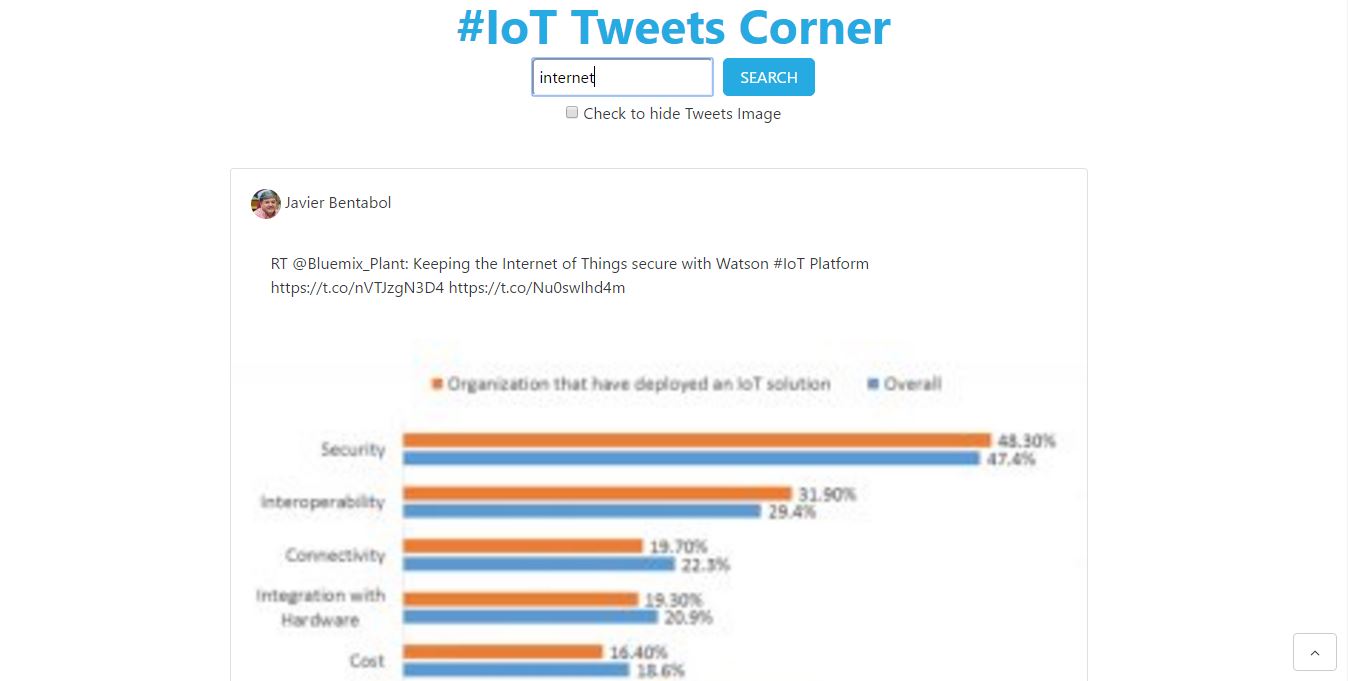 #IoT Tweets Corner
internet
SEARCH
Check to hide Tweets Image
Javier Bentabol
RT @Bluemix_Plant: Keeping the Internet of Things secure with Watson #IoT Platform
https://t.co/nVTJzgN3D4 https://t.co/Nu0swIhd4m
Organization that have deployed an IoT solution
Overall
Security
48.30%
47.4%
Interoperability
31.90%
29.4%
Connectivity
19.70%
22.3%
Integration with
Hardware
19.30%
20.9%
Cost
16.40%
18.6%